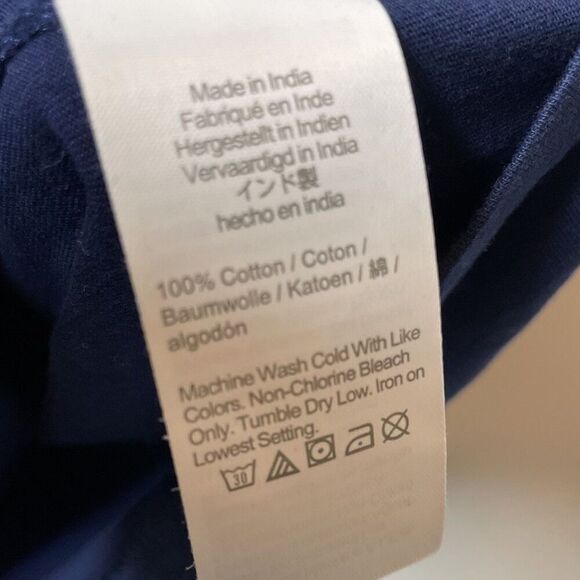 Made in India
Fabriqué en Inde
Hergestellt in Indien
Vervaardigd in India
インド製
hecho en india
100% Cotton / Coton /
Baumwolle / Katoen / 綿 /
algodón
Machine Wash Cold With Like
Colors. Non-Chlorine Bleach
Only. Tumble Dry Low. Iron on
Lowest Setting.
30